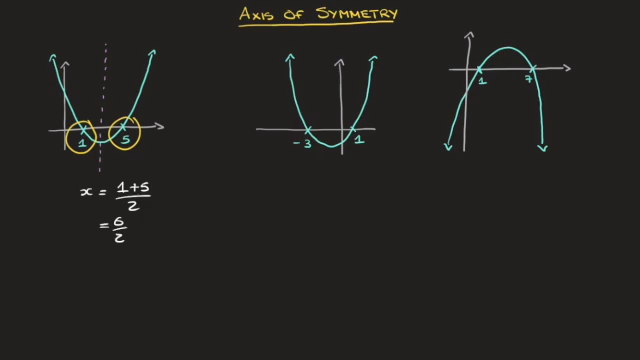 Axis of Symmetry
1 5
-3 1
1 7
x = 1+5/2
= 6/2